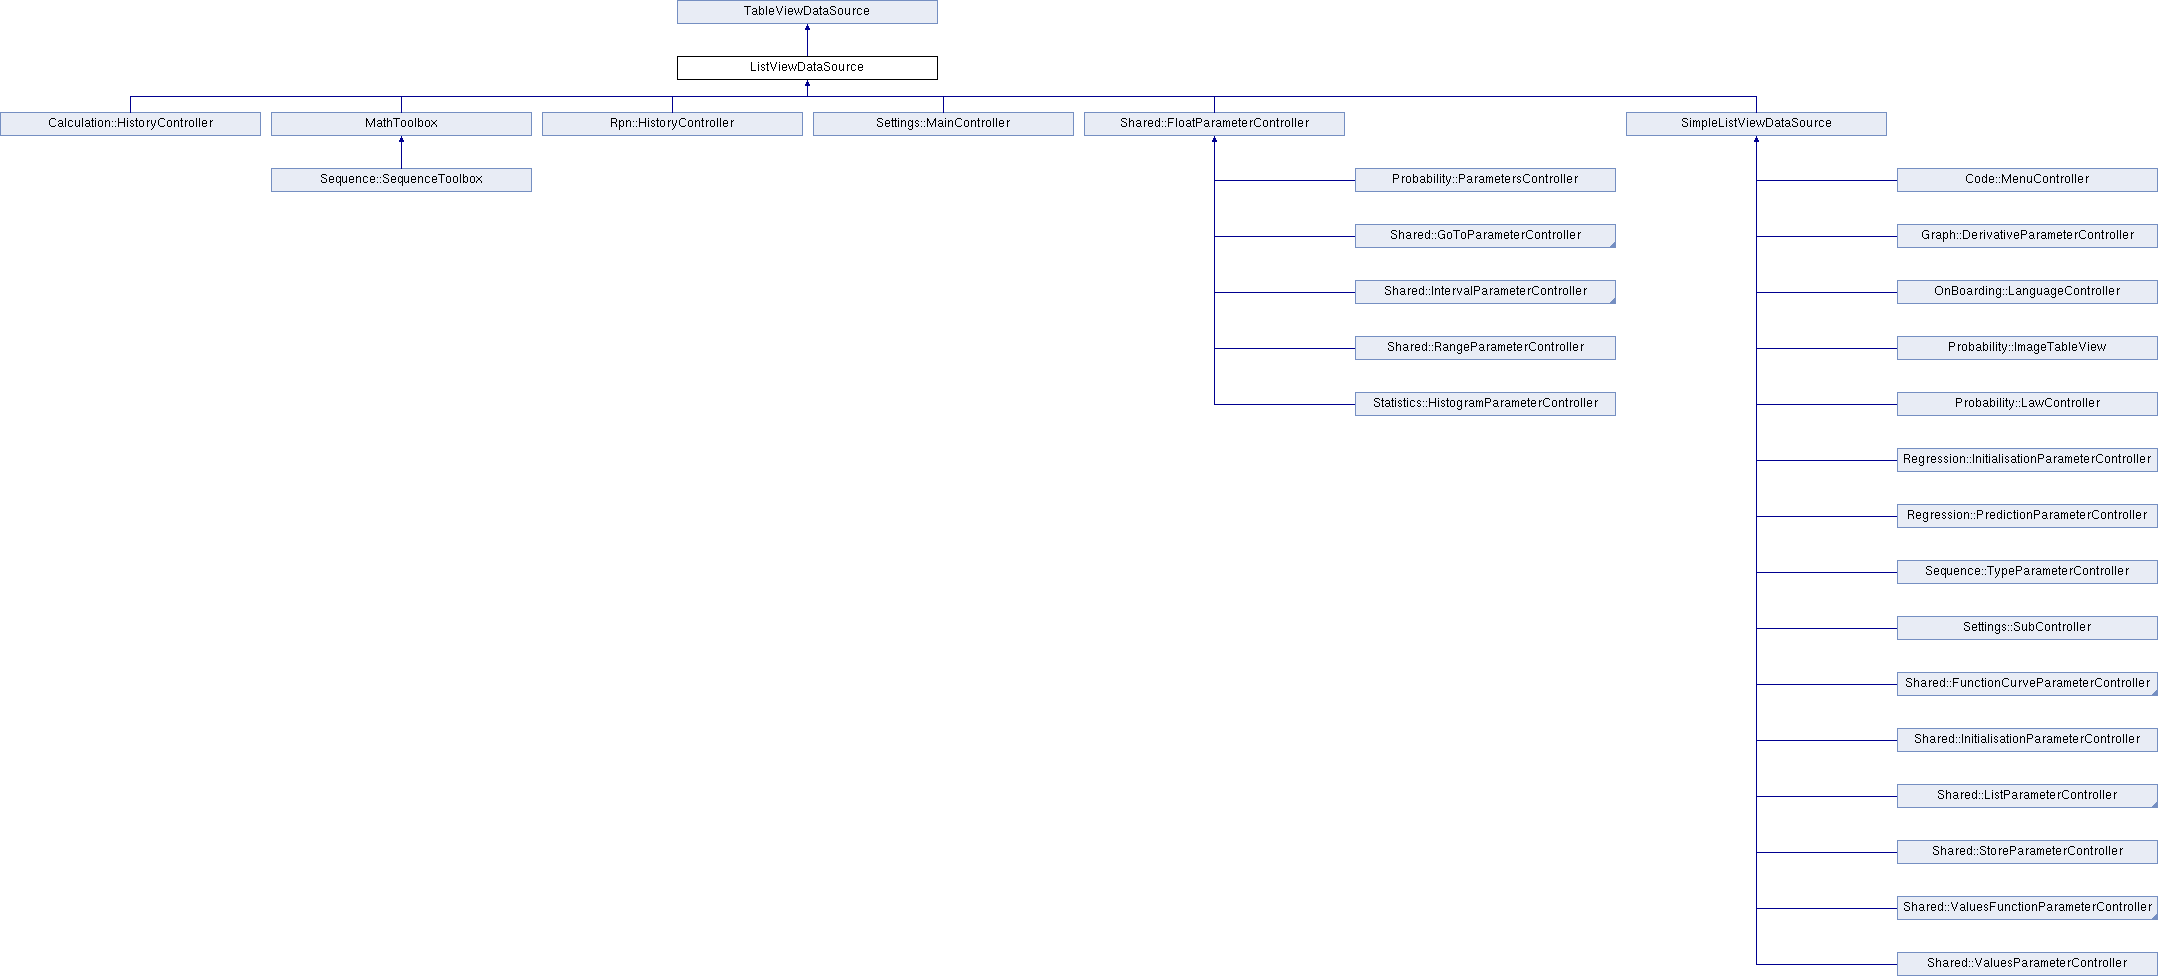 TableViewDataSource
ListViewDataSource
Calculation::HistoryController
MathToolbox
Rpn::HistoryController
Settings::MainController
Shared::FloatParameterController
SimpleListViewDataSource
Sequence::SequenceToolbox
Probability::ParametersController
Code::MenuController
Shared::GoToParameterController
Graph::DerivativeParameterController
Shared::IntervalParameterController
OnBoarding::LanguageController
Shared::RangeParameterController
Probability::ImageTableView
Statistics::HistogramParameterController
Probability::LawController
Regression::InitialisationParameterController
Regression::PredictionParameterController
Sequence::TypeParameterController
Settings::SubController
Shared::FunctionCurveParameterController
Shared::InitialisationParameterController
Shared::ListParameterController
Shared::StoreParameterController
Shared::ValuesFunctionParameterController
Shared::ValuesParameterController